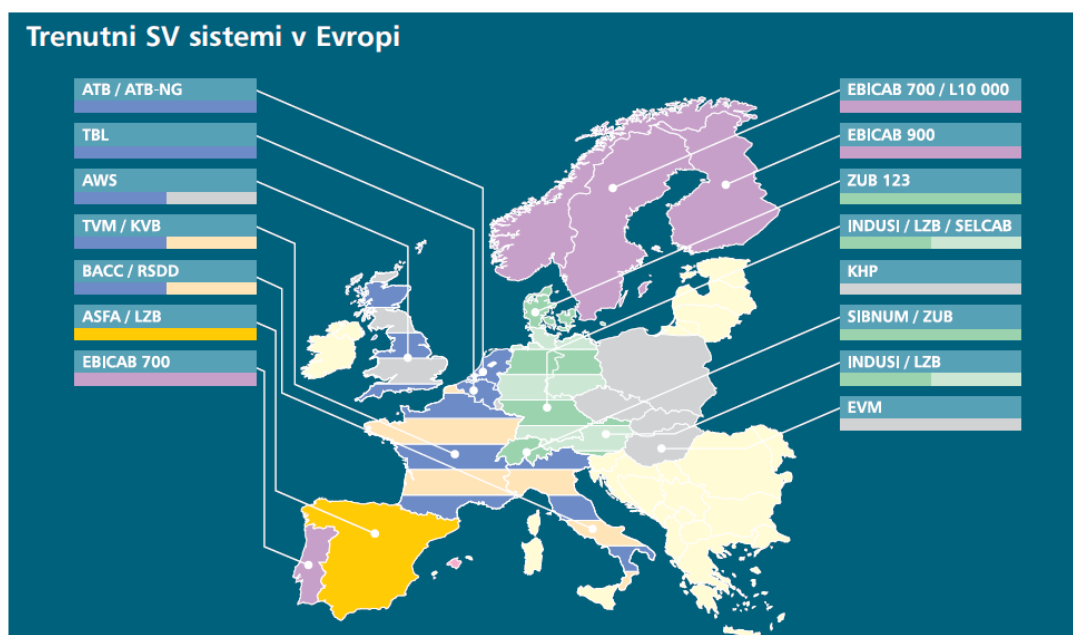 Trenutni SV sistemi v Evropi
ATB / ATB-NG
TBL
AWS
TVM / KVB
BACC / RSDD
ASFA / LZB
EBICAB 700
EBICAB 700 / L10 000
EBICAB 900
ZUB 123
INDUSI / LZB / SELCAB
KHP
SIBNUM / ZUB
INDUSI / LZB
EVM